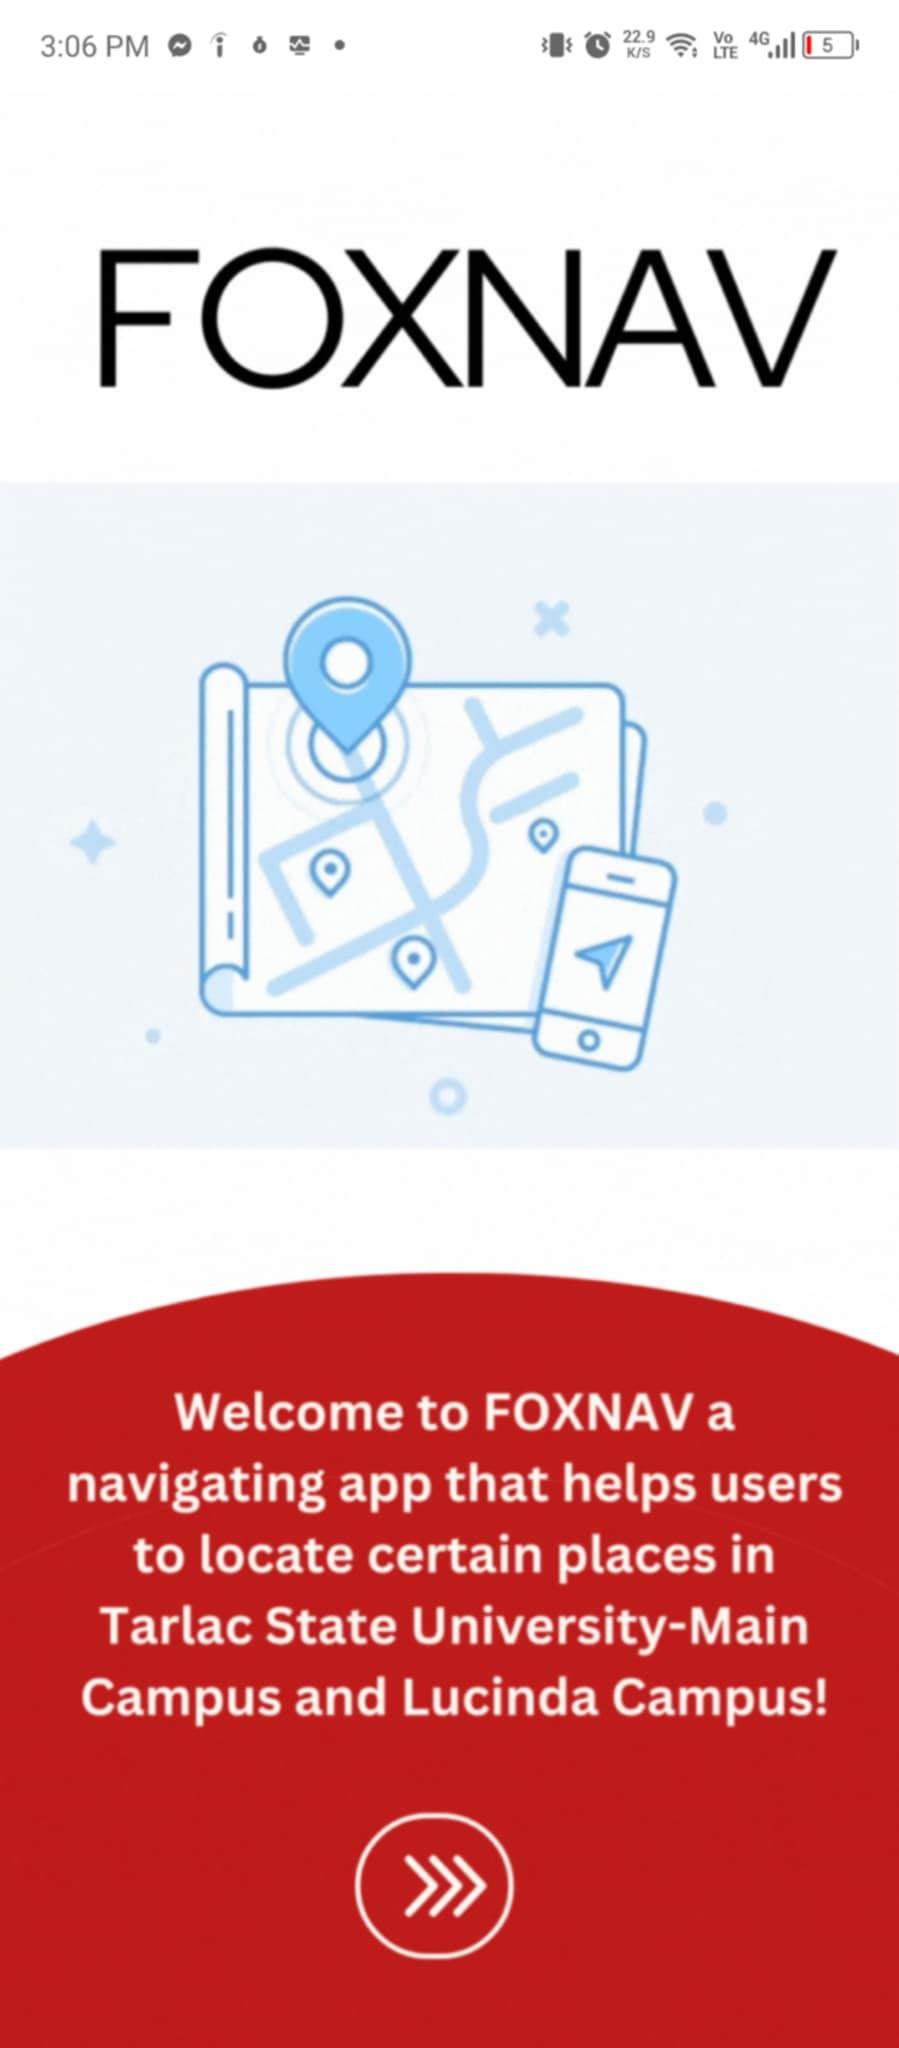 3:06 PM
22.9
K/S
Vo
LTE
4G
5
FOXNAV
Welcome to FOXNAV a
navigating app that helps users
to locate certain places in
Tarlac State University-Main
Campus and Lucinda Campus!